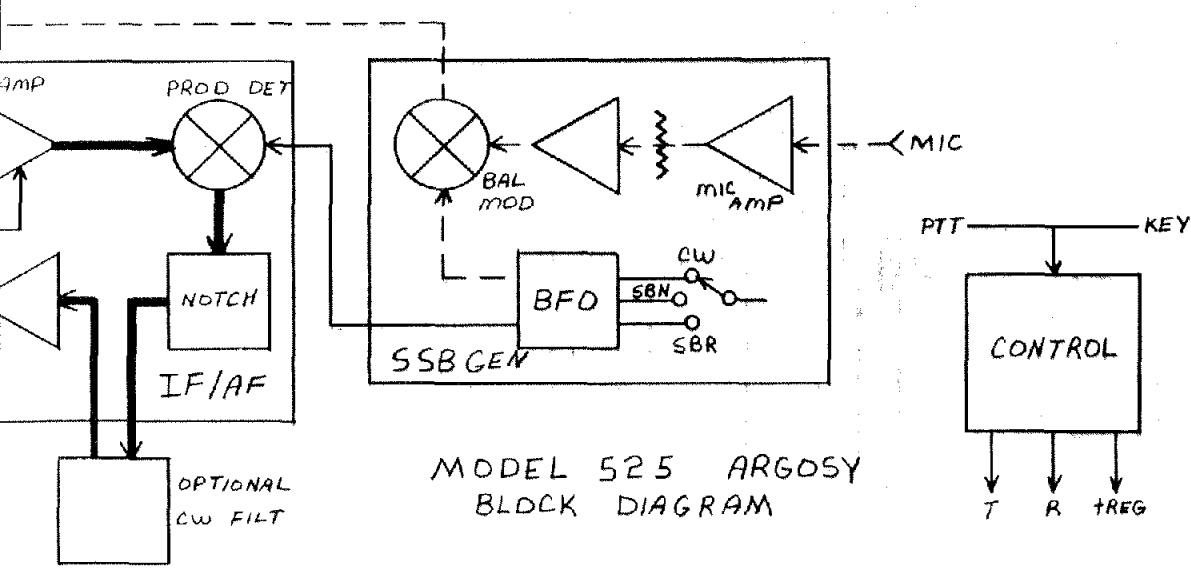 AMP
PROD DET
NOTCH
IF/AF
OPTIONAL
CW FILT
BAL
MOD
MIC
AMP
MIC
BFO
CW
SBN
SBR
SSB GEN
MODEL 525 ARGOSY
BLOCK DIAGRAM
PTT
KEY
CONTROL
T
R
+REG